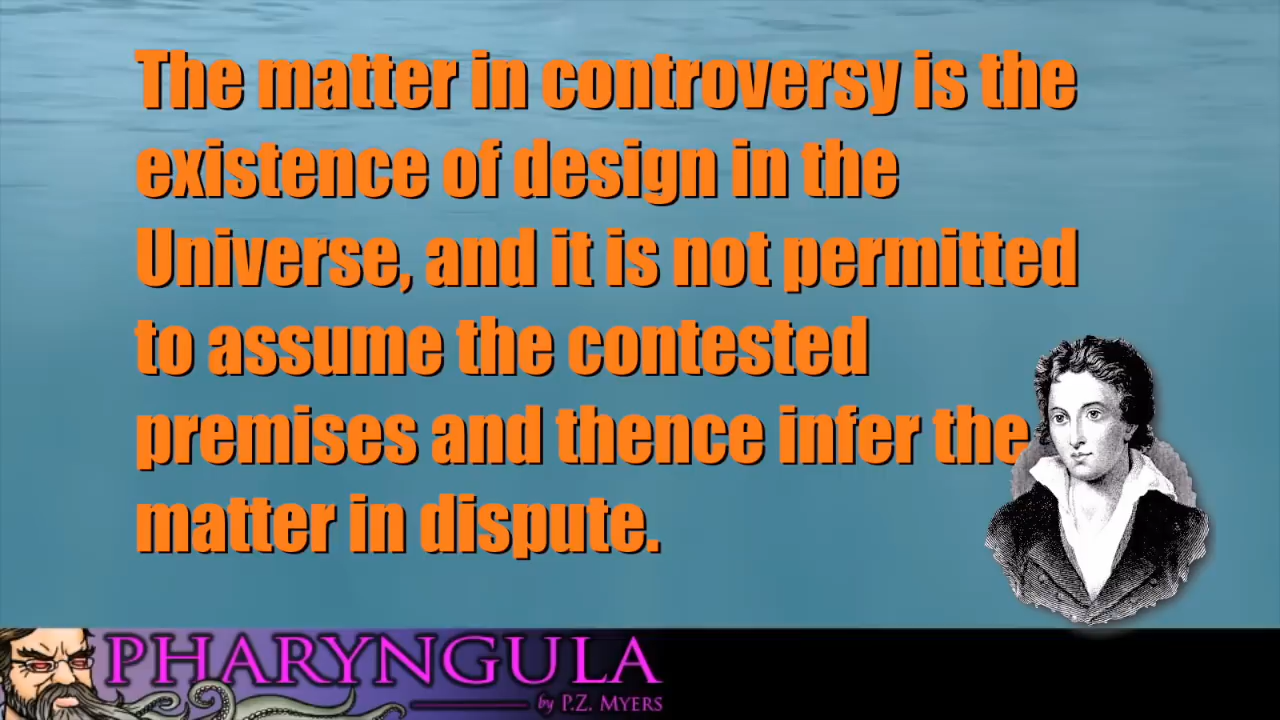 The matter in controversy is the
existence of design in the
Universe, and it is not permitted
to assume the contested
premises and thence infer the
matter in dispute.
PHARYNGULA
by P.Z. MYERS